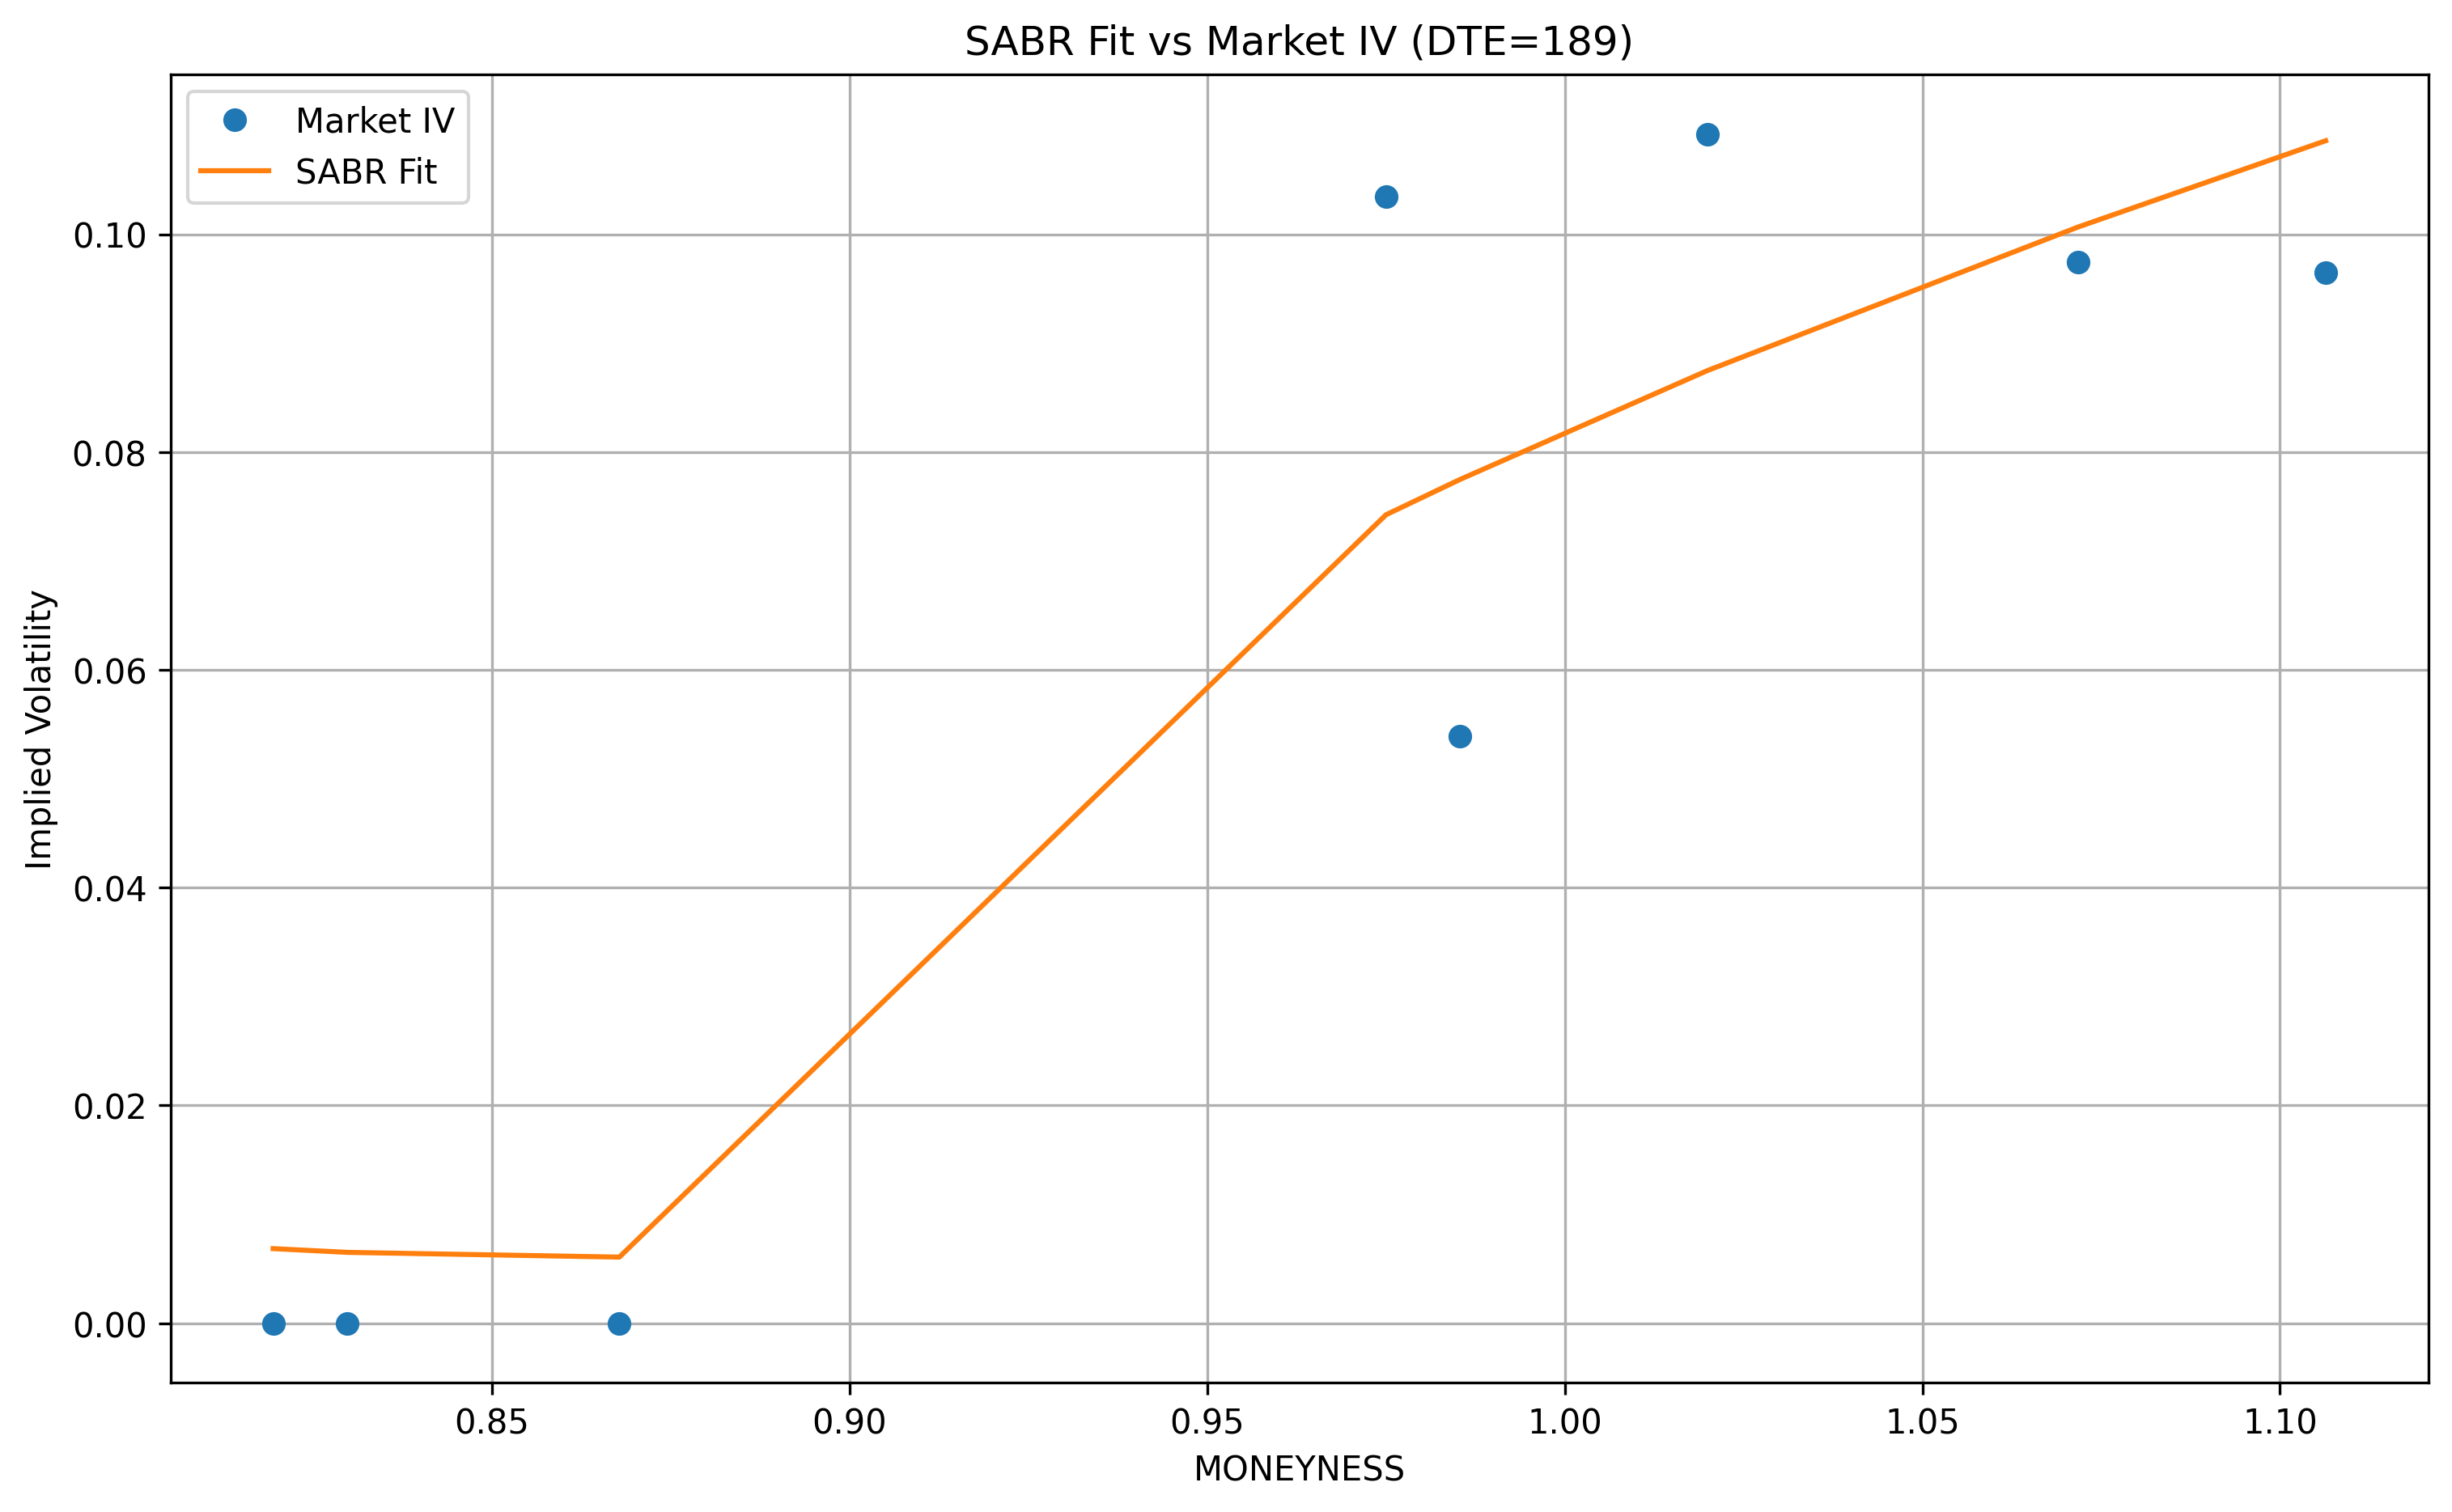 SABR Fit vs Market IV (DTE=189)
Market IV
SABR Fit
Implied Volatility
0.10
0.08
0.06
0.04
0.02
0.00
0.85 0.90 0.95 1.00 1.05 1.10
MONEYNESS